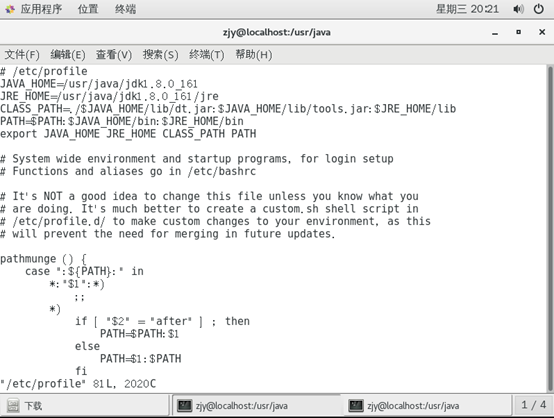 应用程序 位置 终端 星期三 20:21
zjy@localhost:/usr/java
文件(F) 编辑(E) 查看(V) 搜索(S) 终端(T) 帮助(H)
# /etc/profile
JAVA_HOME=/usr/java/jdk1.8.0_161
JRE_HOME=/usr/java/jdk1.8.0_161/jre
CLASS_PATH=./$JAVA_HOME/lib/dt.jar:$JAVA_HOME/lib/tools.jar:$JRE_HOME/lib
PATH=$PATH:$JAVA_HOME/bin:$JRE_HOME/bin
export JAVA_HOME JRE_HOME CLASS_PATH PATH
# System wide environment and startup programs, for login setup
# Functions and aliases go in /etc/bashrc
# It's NOT a good idea to change this file unless you know what you
# are doing. It's much better to create a custom.sh shell script in
# /etc/profile.d/ to make custom changes to your environment, as this
# will prevent the need for merging in future updates.
pathmunge () {
case ":${PATH}:" in
*:"$1":*)
;;
*)
if [ "$2" = "after" ] ; then
PATH=$PATH:$1
else
PATH=$1:$PATH
fi
"/etc/profile" 81L, 2020C
下载 zjy@localhost:/usr/java zjy@localhost:/usr/java 1 / 4